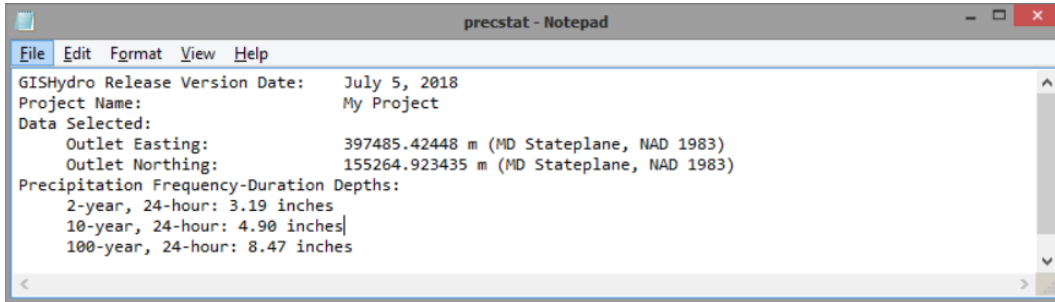 precstat - Notepad
File Edit Format View Help
GISHydro Release Version Date: July 5, 2018
Project Name: My Project
Data Selected:
Outlet Easting: 397485.42448 m (MD Stateplane, NAD 1983)
Outlet Northing: 155264.923435 m (MD Stateplane, NAD 1983)
Precipitation Frequency-Duration Depths:
2-year, 24-hour: 3.19 inches
10-year, 24-hour: 4.90 inches
100-year, 24-hour: 8.47 inches